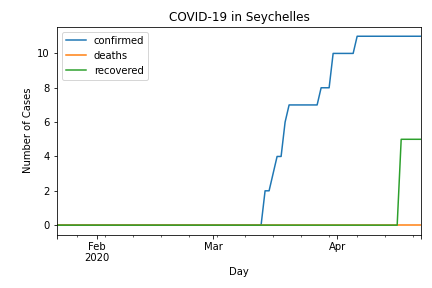 COVID-19 in Seychelles
confirmed
deaths
recovered
Number of Cases
10
8
6
4
2
0
Feb
2020
Mar
Apr
Day